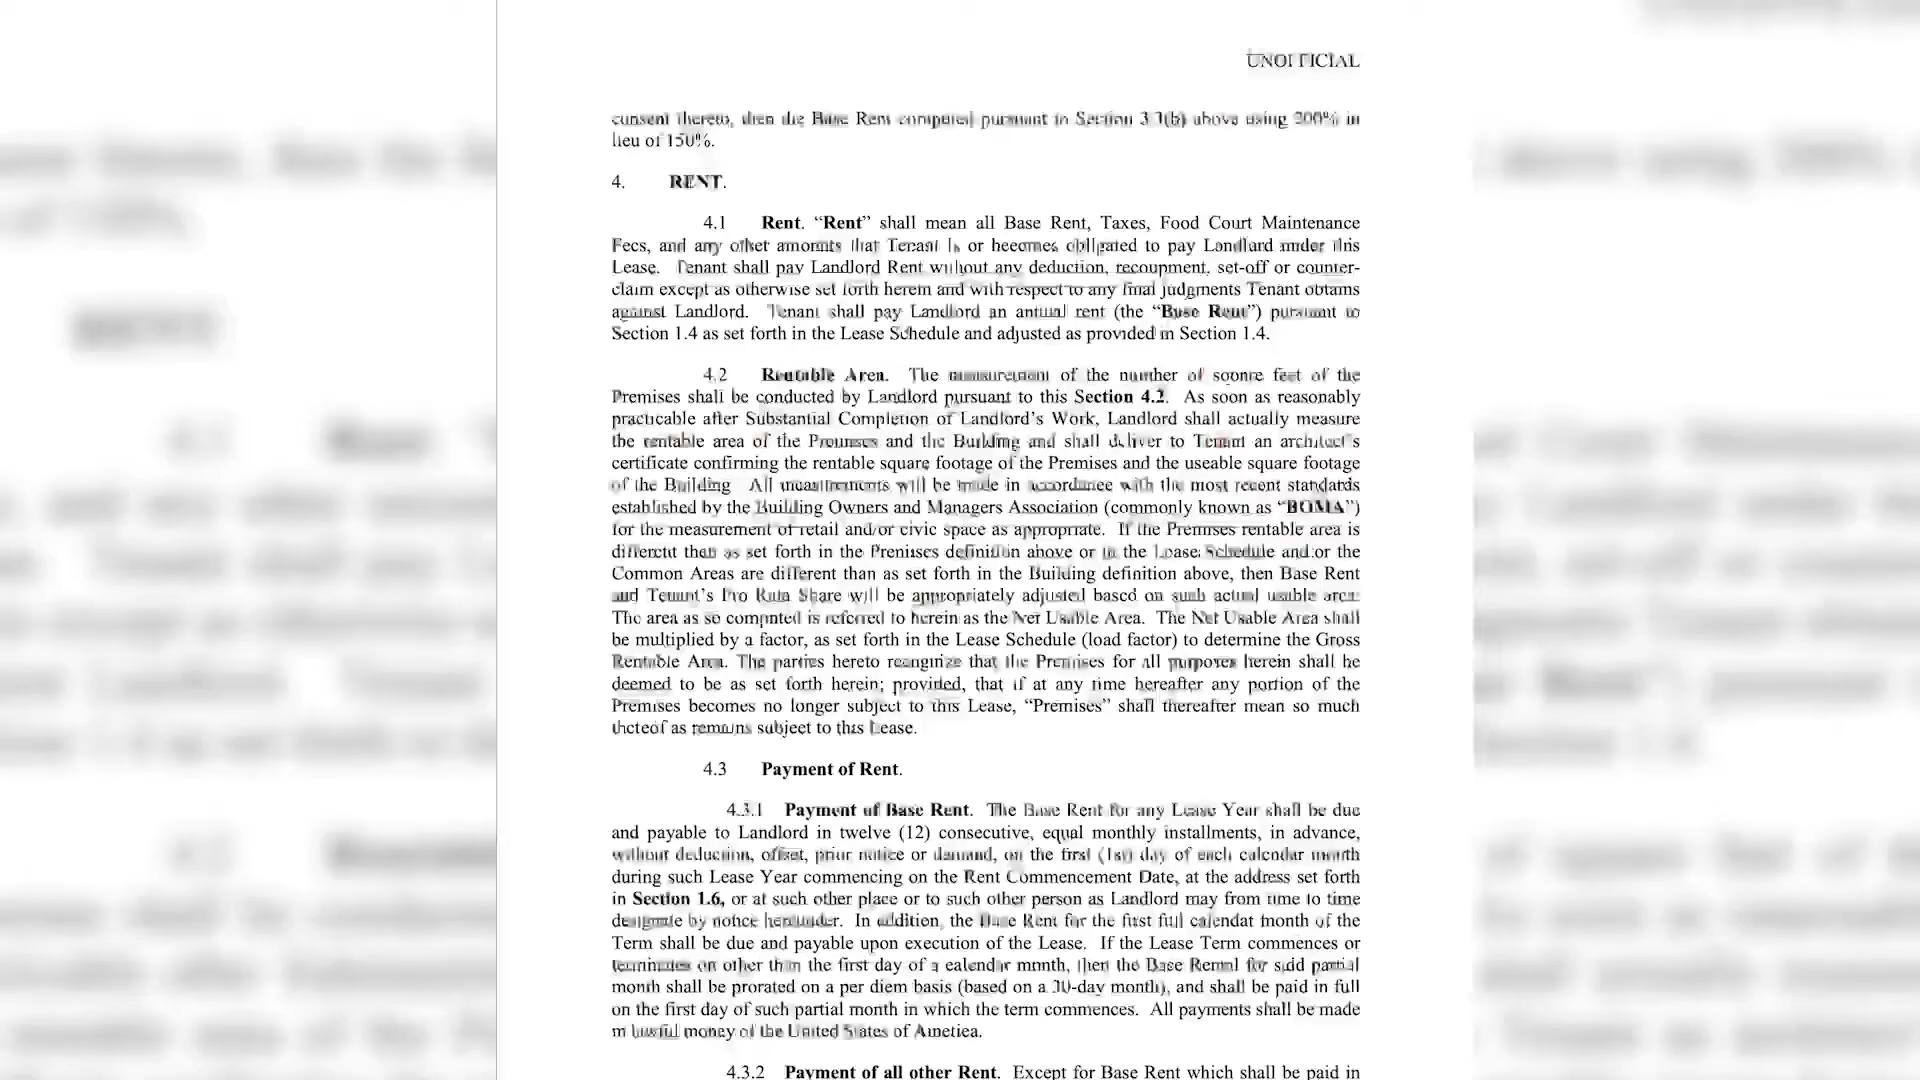 UNOFFICIAL
consent thereto, then the Base Rent computed pursuant to Section 3.3(b) above using 200% in
lieu of 150%.
4. RENT.
4.1 Rent. “Rent” shall mean all Base Rent, Taxes, Food Court Maintenance
Fees, and any other amounts that Tenant is or becomes obligated to pay Landlord under this
Lease. Tenant shall pay Landlord Rent without any deduction, recoupment, set-off or counter-
claim except as otherwise set forth herein and with respect to any final judgments Tenant obtains
against Landlord. Tenant shall pay Landlord an annual rent (the “Base Rent”) pursuant to
Section 1.4 as set forth in the Lease Schedule and adjusted as provided in Section 1.4.
4.2 Rentable Area. The measurement of the number of square feet of the
Premises shall be conducted by Landlord pursuant to this Section 4.2. As soon as reasonably
practicable after Substantial Completion of Landlord’s Work, Landlord shall actually measure
the rentable area of the Premises and the Building and shall deliver to Tenant an architect’s
certificate confirming the rentable square footage of the Premises and the useable square footage
of the Building All measurements will be made in accordance with the most recent standards
established by the Building Owners and Managers Association (commonly known as “BOMA”)
for the measurement of retail and/or civic space as appropriate. If the Premises rentable area is
different than as set forth in the Premises definition above or in the Lease Schedule and/or the
Common Areas are different than as set forth in the Building definition above, then Base Rent
and Tenant’s Pro Rata Share will be appropriately adjusted based on such actual usable area.
The area as so computed is referred to herein as the Net Usable Area. The Net Usable Area shall
be multiplied by a factor, as set forth in the Lease Schedule (load factor) to determine the Gross
Rentable Area. The parties hereto recognize that the Premises for all purposes herein shall be
deemed to be as set forth herein; provided, that if at any time hereafter any portion of the
Premises becomes no longer subject to this Lease, “Premises” shall thereafter mean so much
thereof as remains subject to this Lease.
4.3 Payment of Rent.
4.3.1 Payment of Base Rent. The Base Rent for any Lease Year shall be due
and payable to Landlord in twelve (12) consecutive, equal monthly installments, in advance,
without deduction, offset, prior notice or demand, on the first (1st) day of each calendar month
during such Lease Year commencing on the Rent Commencement Date, at the address set forth
in Section 1.6, or at such other place or to such other person as Landlord may from time to time
designate by notice hereunder. In addition, the Base Rent for the first full calendar month of the
Term shall be due and payable upon execution of the Lease. If the Lease Term commences or
terminates on other than the first day of a calendar month, then the Base Rental for said partial
month shall be prorated on a per diem basis (based on a 30-day month), and shall be paid in full
on the first day of such partial month in which the term commences. All payments shall be made
in lawful money of the United States of America.
4.3.2 Payment of all other Rent. Except for Base Rent which shall be paid in